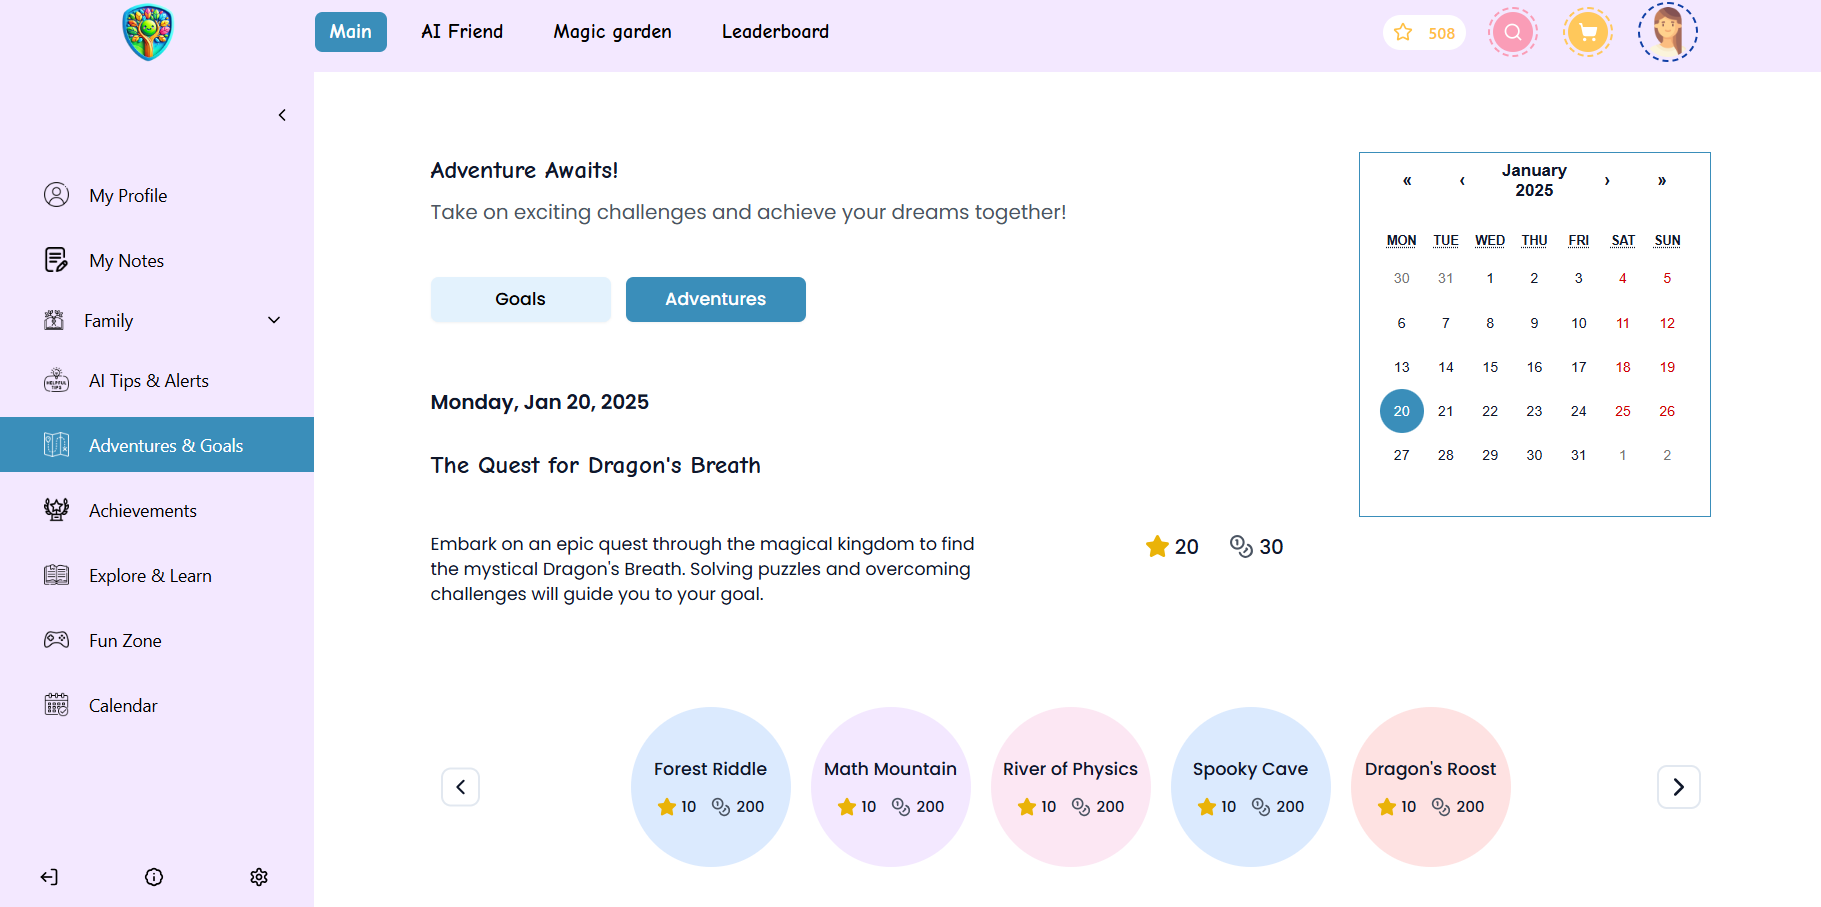 Main
AI Friend
Magic garden
Leaderboard
508
My Profile
My Notes
Family
AI Tips & Alerts
Adventures & Goals
Achievements
Explore & Learn
Fun Zone
Calendar
Adventure Awaits!
Take on exciting challenges and achieve your dreams together!
Goals
Adventures
Monday, Jan 20, 2025
The Quest for Dragon's Breath
Embark on an epic quest through the magical kingdom to find
the mystical Dragon's Breath. Solving puzzles and overcoming
challenges will guide you to your goal.
20 30
« ‹ January › »
2025
MON TUE WED THU FRI SAT SUN
30 31 1 2 3 4 5
6 7 8 9 10 11 12
13 14 15 16 17 18 19
20 21 22 23 24 25 26
27 28 29 30 31 1 2
Forest Riddle
10 200
Math Mountain
10 200
River of Physics
10 200
Spooky Cave
10 200
Dragon's Roost
10 200